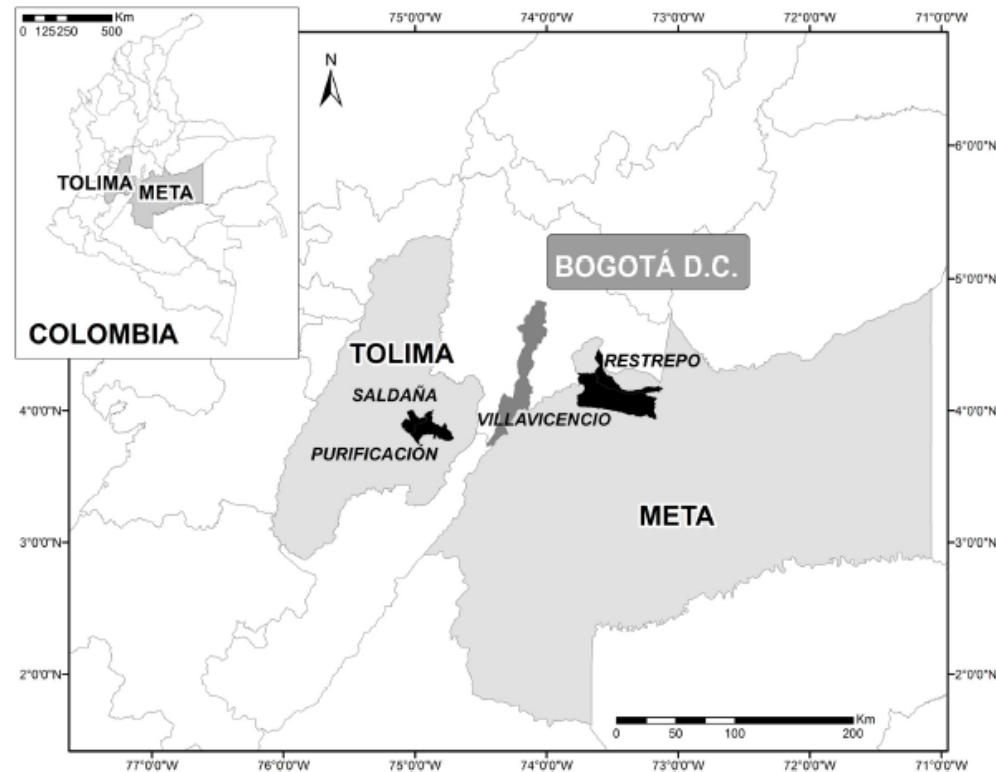 Km
0 125250 500
TOLIMA
META
COLOMBIA
75°0'0"W 74°0'0"W 73°0'0"W 72°0'0"W 71°0'0"W
N
6°0'0"N
BOGOTÁ D.C.
5°0'0"N
TOLIMA
RESTREPO
SALDAÑA
4°0'0"N 4°0'0"N
VILLAVICENCIO
PURIFICACIÓN
META
3°0'0"N 3°0'0"N
2°0'0"N 2°0'0"N
Km
0 50 100 200
77°0'0"W 76°0'0"W 75°0'0"W 74°0'0"W 73°0'0"W 72°0'0"W 71°0'0"W